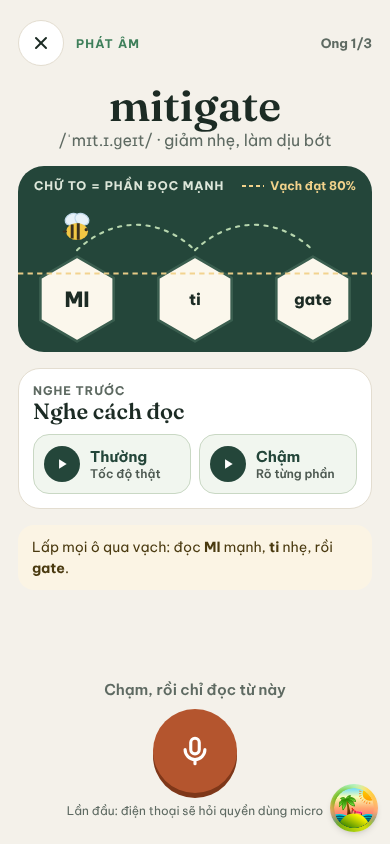 PHÁT ÂM
Ong 1/3
mitigate
/ˈmɪt.ɪ.ɡeɪt/ · giảm nhẹ, làm dịu bớt
CHỮ TO = PHẦN ĐỌC MẠNH
Vạch đạt 80%
MI
ti
gate
NGHE TRƯỚC
Nghe cách đọc
Thường
Tốc độ thật
Chậm
Rõ từng phần
Lấp mọi ô qua vạch: đọc MI mạnh, ti nhẹ, rồi
gate.
Chạm, rồi chỉ đọc từ này
Lần đầu: điện thoại sẽ hỏi quyền dùng micro